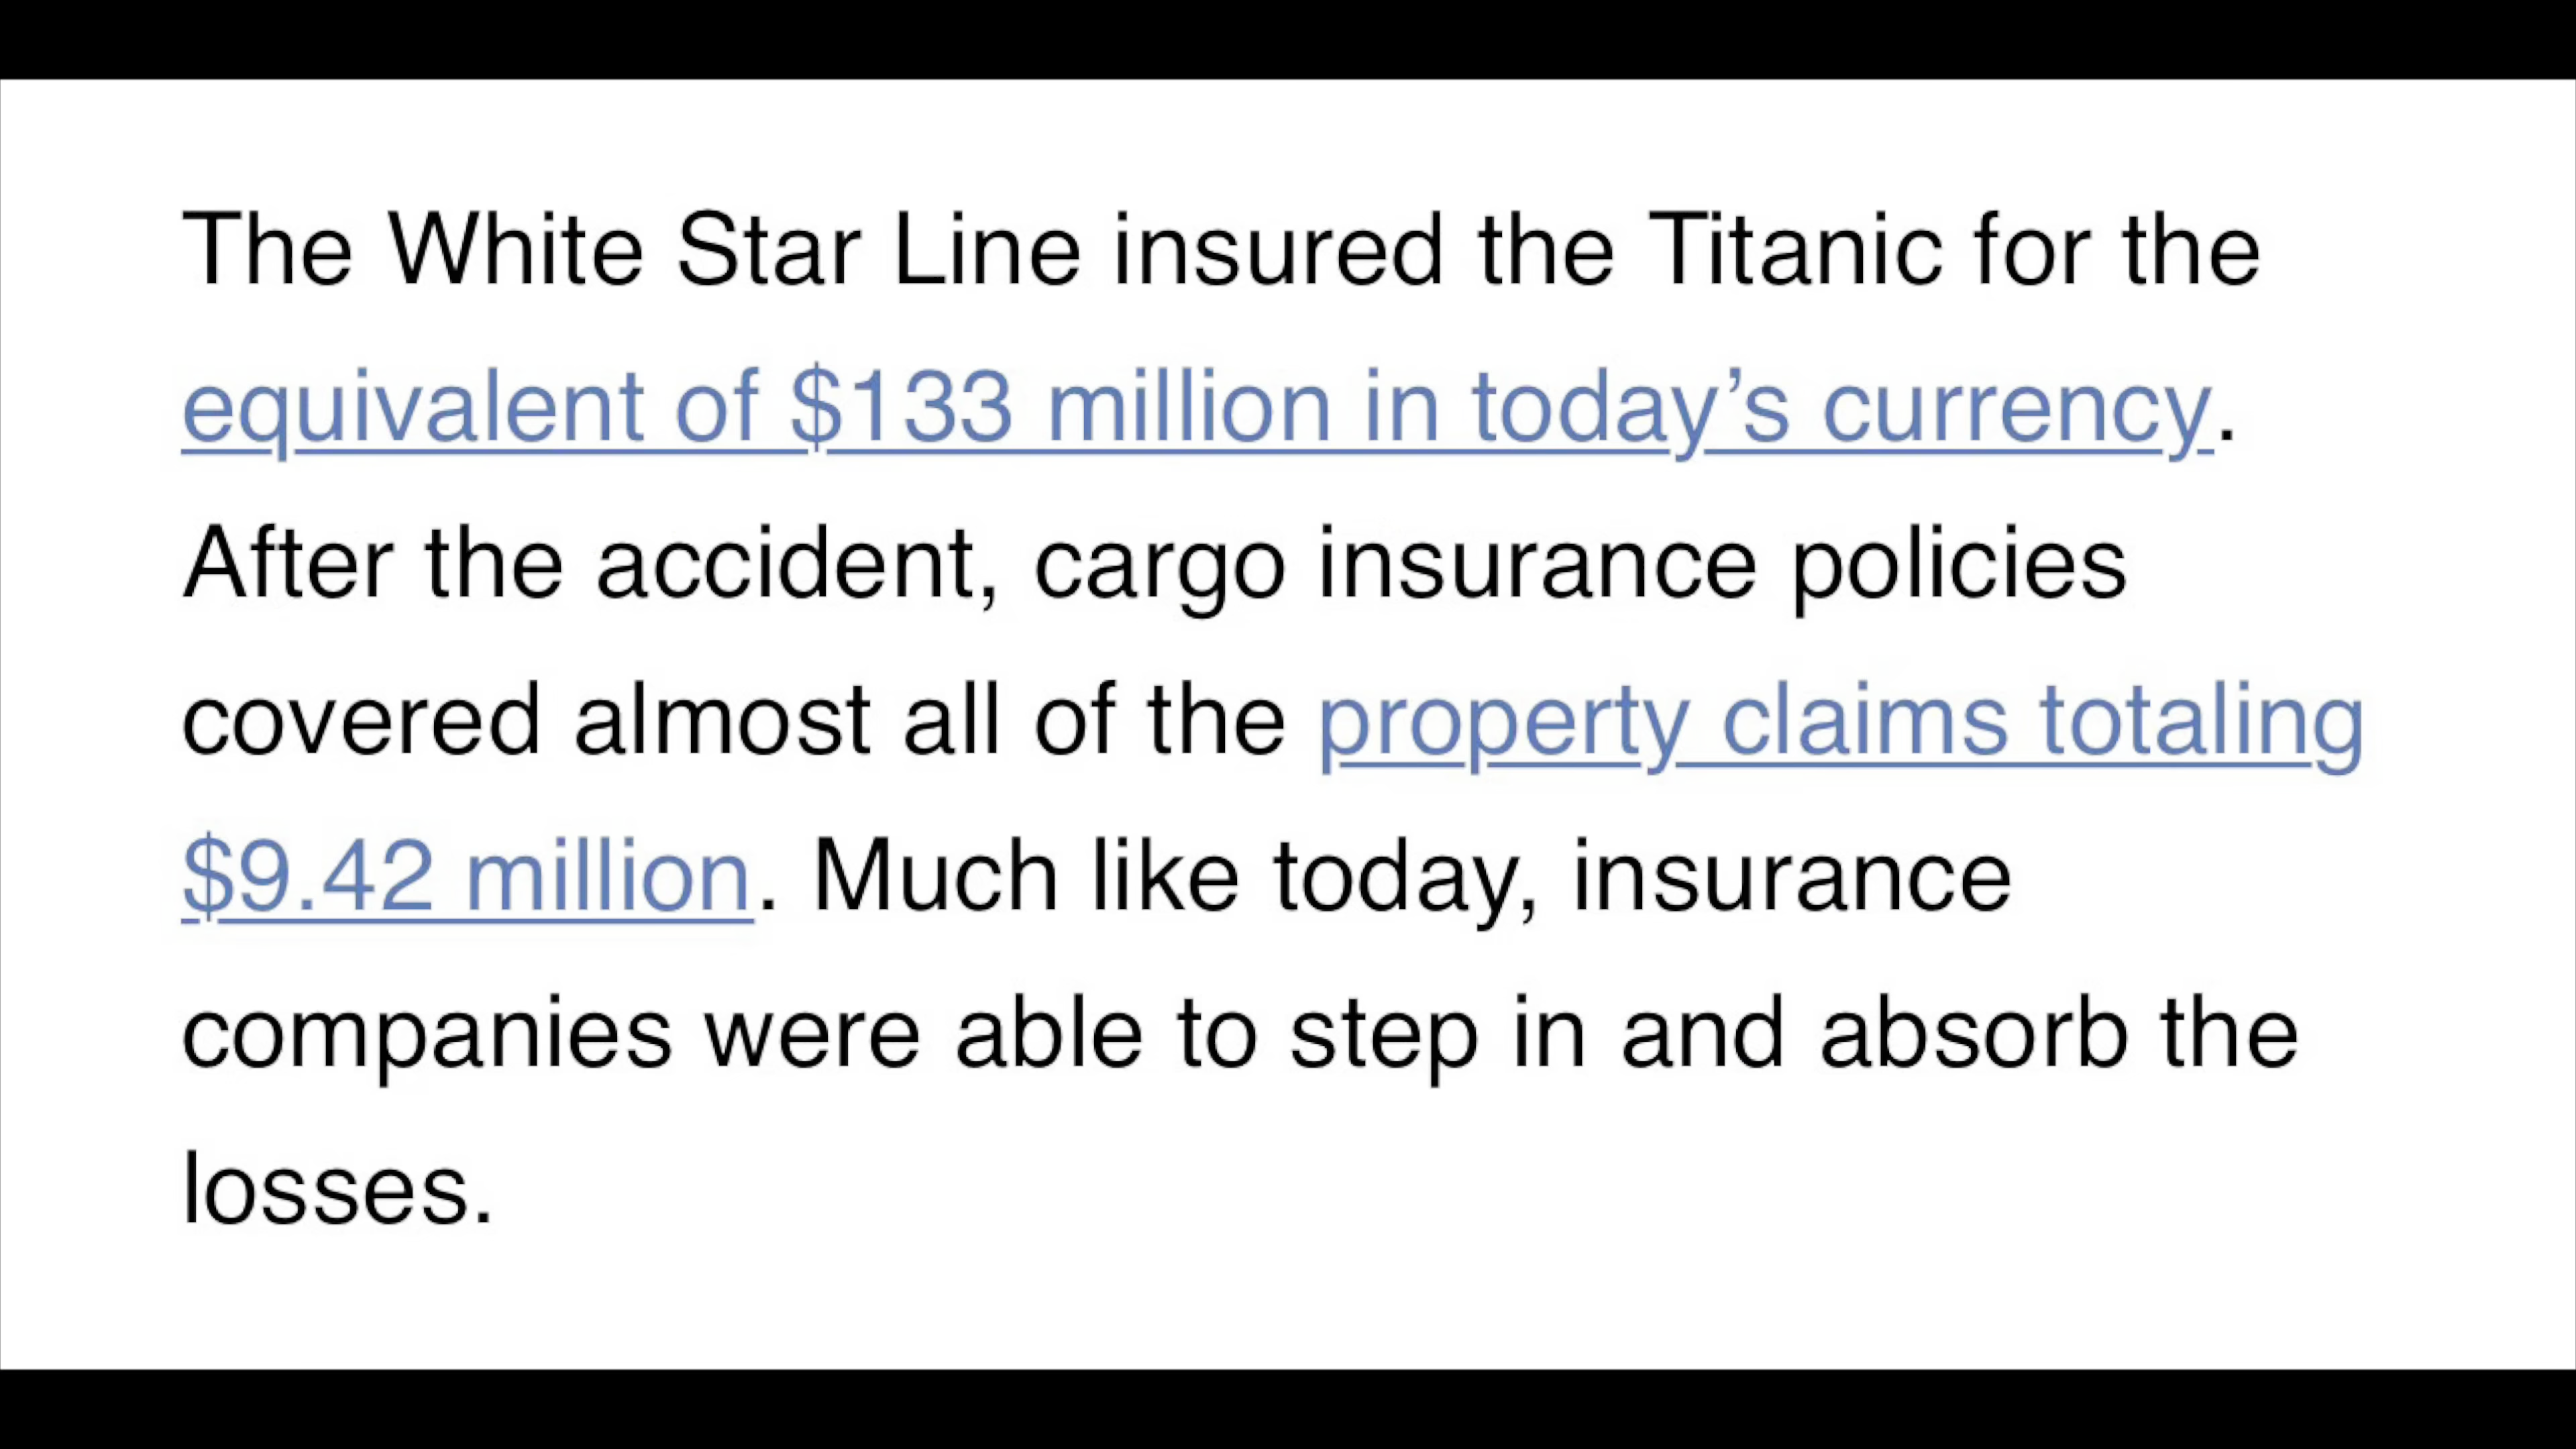 The White Star Line insured the Titanic for the
equivalent of $133 million in today’s currency.
After the accident, cargo insurance policies
covered almost all of the property claims totaling
$9.42 million. Much like today, insurance
companies were able to step in and absorb the
losses.